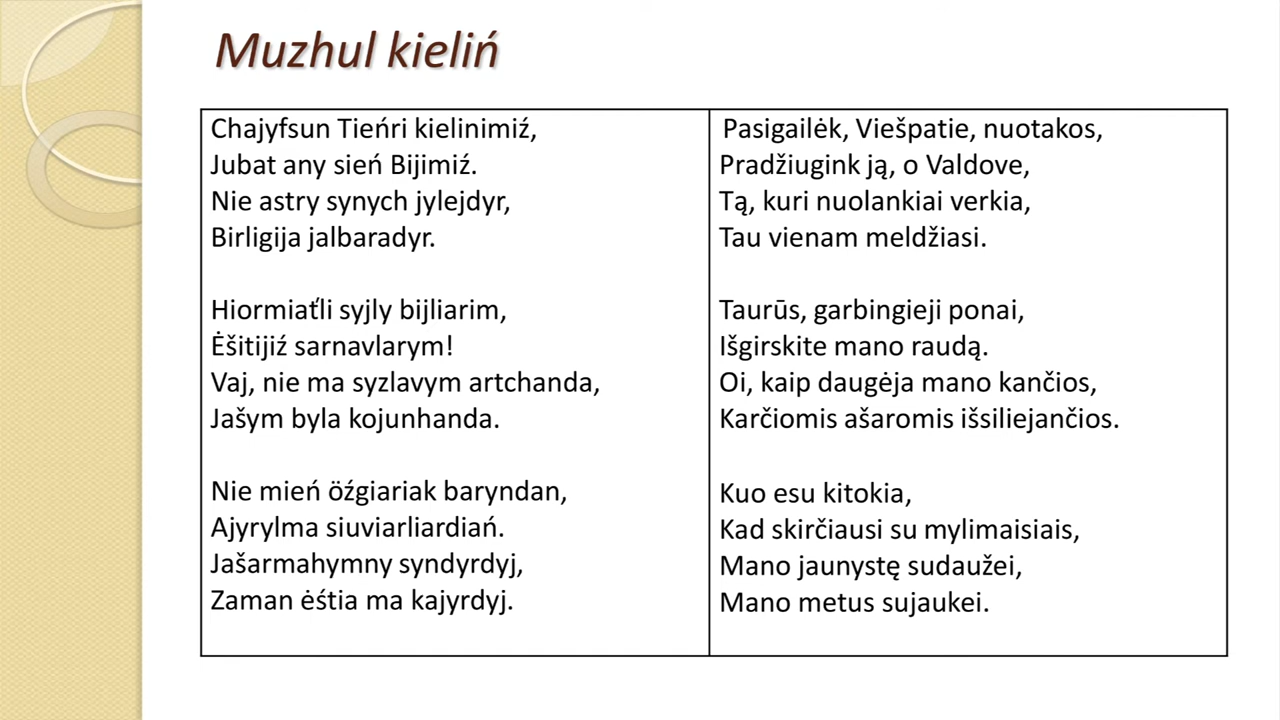 Muzhul kieliń
Chajyfsun Tieńri kielinimiź,
Jubat any sień Bijimiź.
Nie astry synych jylejdyr,
Birligija jalbaradyr.
Hiormiaťli syjly bijliarim,
Ėšitijiź sarnavlarym!
Vaj, nie ma syzlavym artchanda,
Jašym byla kojunhanda.
Nie mień öźgiariak baryndan,
Ajyrylma siuviarliardiań.
Jašarmahymny syndyrdyj,
Zaman ėśtia ma kajyrdyj.
Pasigailėk, Viešpatie, nuotakos,
Pradžiugink ją, o Valdove,
Tą, kuri nuolankiai verkia,
Tau vienam meldžiasi.
Taurūs, garbingieji ponai,
Išgirskite mano raudą.
Oi, kaip daugėja mano kančios,
Karčiomis ašaromis išsiliejančios.
Kuo esu kitokia,
Kad skirčiausi su mylimaisiais,
Mano jaunystę sudaužei,
Mano metus sujaukei.